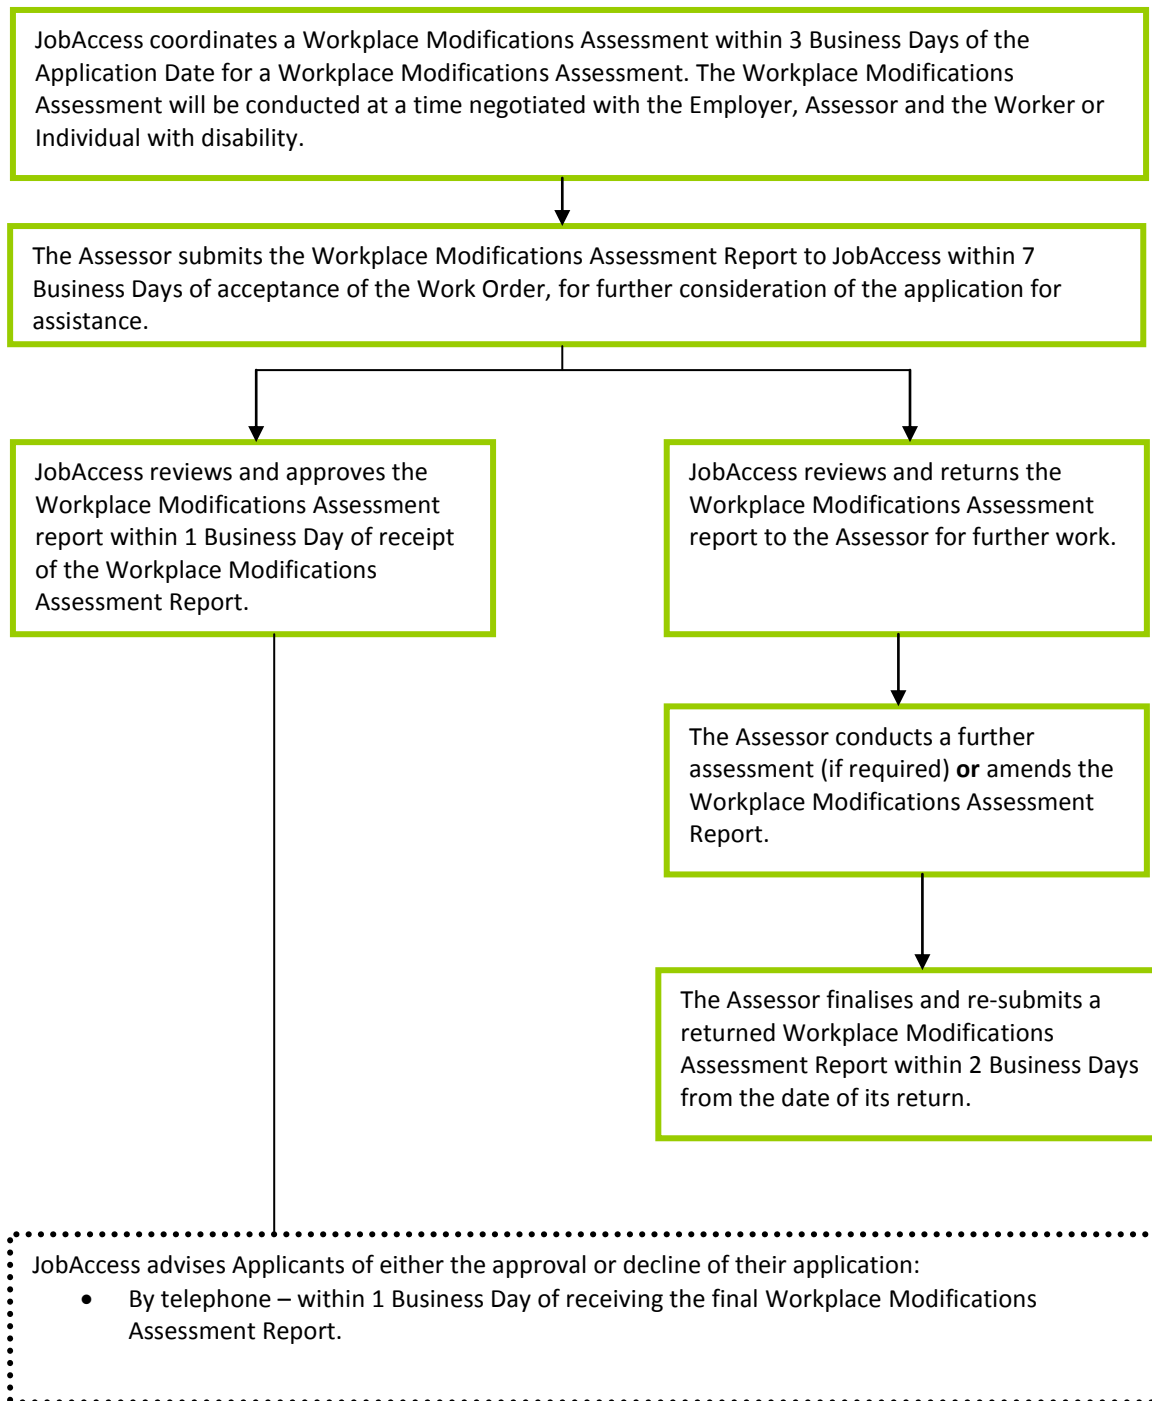 JobAccess coordinates a Workplace Modifications Assessment within 3 Business Days of the
Application Date for a Workplace Modifications Assessment. The Workplace Modifications
Assessment will be conducted at a time negotiated with the Employer, Assessor and the Worker or
Individual with disability.
The Assessor submits the Workplace Modifications Assessment Report to JobAccess within 7
Business Days of acceptance of the Work Order, for further consideration of the application for
assistance.
JobAccess reviews and approves the
Workplace Modifications Assessment
report within 1 Business Day of receipt
of the Workplace Modifications
Assessment Report.
JobAccess reviews and returns the
Workplace Modifications Assessment
report to the Assessor for further work.
The Assessor conducts a further
assessment (if required) or amends the
Workplace Modifications Assessment
Report.
The Assessor finalises and re-submits a
returned Workplace Modifications
Assessment Report within 2 Business Days
from the date of its return.
JobAccess advises Applicants of either the approval or decline of their application:
• By telephone – within 1 Business Day of receiving the final Workplace Modifications
Assessment Report.